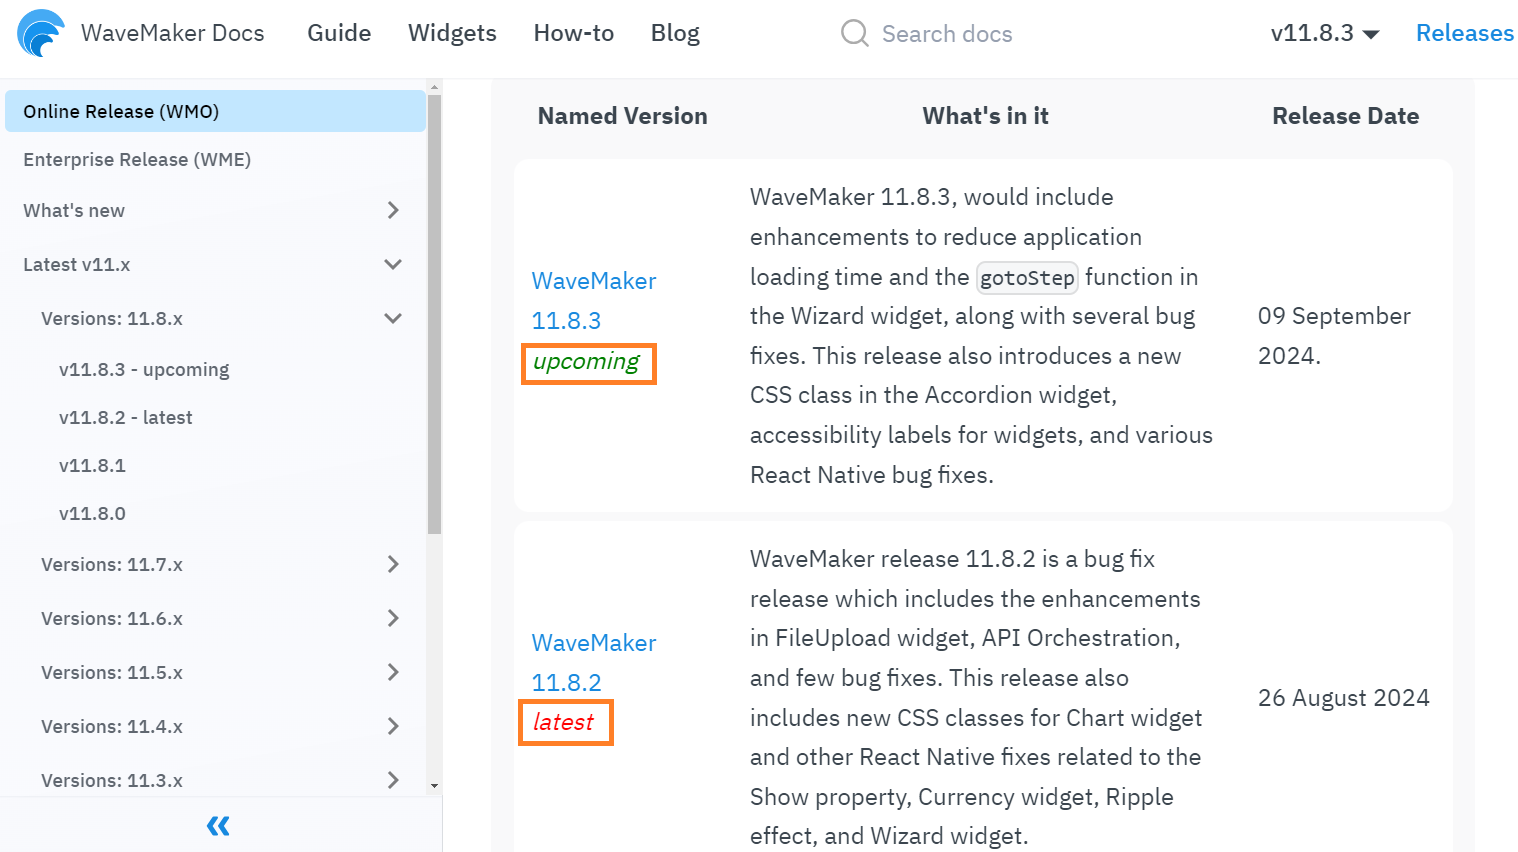 WaveMaker Docs
Guide
Widgets
How-to
Blog
Search docs
v11.8.3
Releases
Online Release (WMO)
Enterprise Release (WME)
What's new
Latest v11.x
Versions: 11.8.x
v11.8.3 - upcoming
v11.8.2 - latest
v11.8.1
v11.8.0
Versions: 11.7.x
Versions: 11.6.x
Versions: 11.5.x
Versions: 11.4.x
Versions: 11.3.x
Named Version
What's in it
Release Date
WaveMaker
11.8.3
upcoming
WaveMaker 11.8.3, would include
enhancements to reduce application
loading time and the gotoStep function in
the Wizard widget, along with several bug
fixes. This release also introduces a new
CSS class in the Accordion widget,
accessibility labels for widgets, and various
React Native bug fixes.
09 September
2024.
WaveMaker
11.8.2
latest
WaveMaker release 11.8.2 is a bug fix
release which includes the enhancements
in FileUpload widget, API Orchestration,
and few bug fixes. This release also
includes new CSS classes for Chart widget
and other React Native fixes related to the
Show property, Currency widget, Ripple
effect, and Wizard widget.
26 August 2024